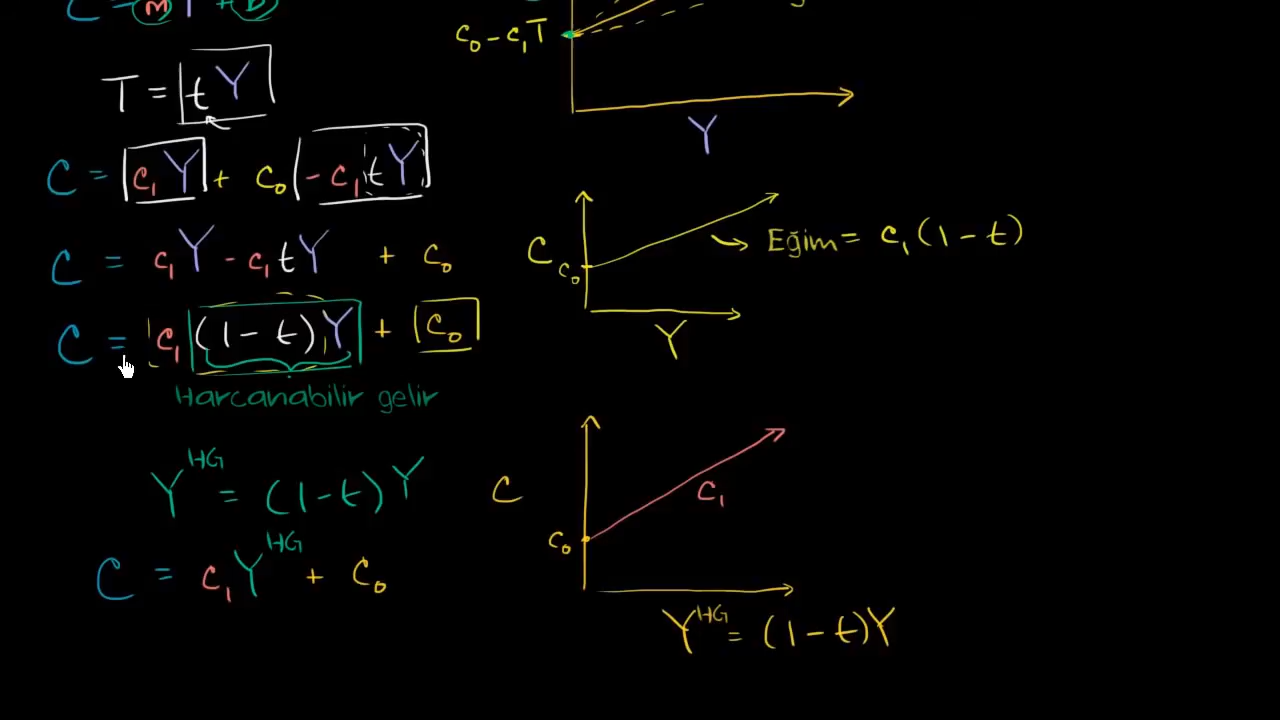 C = mY + b
T = tY
C = c₁Y + c₀ - c₁tY
C = c₁Y - c₁tY + c₀
C = c₁(1-t)Y + c₀
Harcanabilir gelir
Y^HG = (1-t)Y
C = c₁Y^HG + c₀
c₀ - c₁T
Y
C
c₀
Eğim = c₁(1-t)
Y
C
c₁
c₀
Y^HG = (1-t)Y